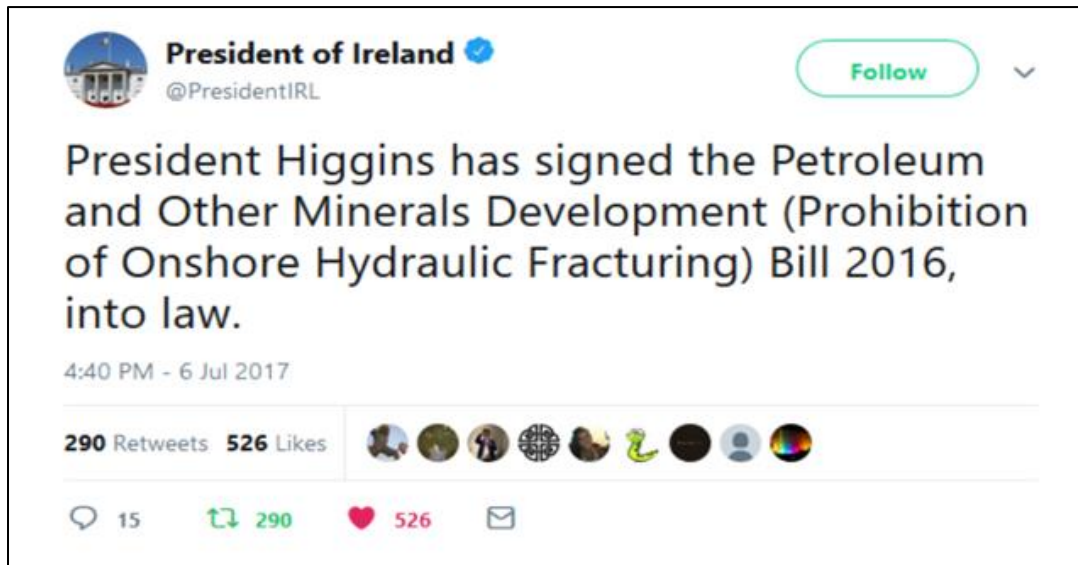 President of Ireland
@PresidentIRL
Follow
President Higgins has signed the Petroleum
and Other Minerals Development (Prohibition
of Onshore Hydraulic Fracturing) Bill 2016,
into law.
4:40 PM - 6 Jul 2017
290 Retweets 526 Likes
15 290 526